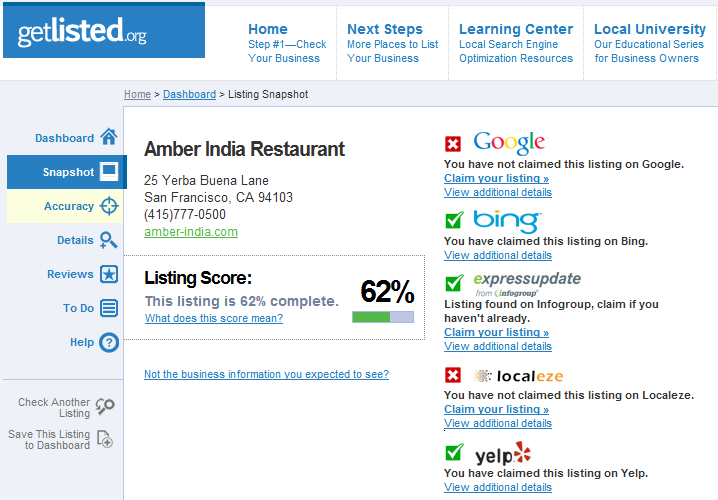 getlisted.org
Home
Step #1—Check
Your Business
Next Steps
More Places to List
Your Business
Learning Center
Local Search Engine
Optimization Resources
Local University
Our Educational Series
for Business Owners
Home > Dashboard > Listing Snapshot
Dashboard
Snapshot
Accuracy
Details
Reviews
To Do
Help
Check Another
Listing
Save This Listing
to Dashboard
Amber India Restaurant
25 Yerba Buena Lane
San Francisco, CA 94103
(415)777-0500
amber-india.com
Listing Score:
This listing is 62% complete.
What does this score mean?
62%
Not the business information you expected to see?
Google
You have not claimed this listing on Google.
Claim your listing »
View additional details
bing
You have claimed this listing on Bing.
View additional details
expressupdate
from infogroup
Listing found on Infogroup, claim if you
haven't already.
Claim your listing »
View additional details
localeze
You have not claimed this listing on Localeze.
Claim your listing »
View additional details
yelp
You have claimed this listing on Yelp.
View additional details